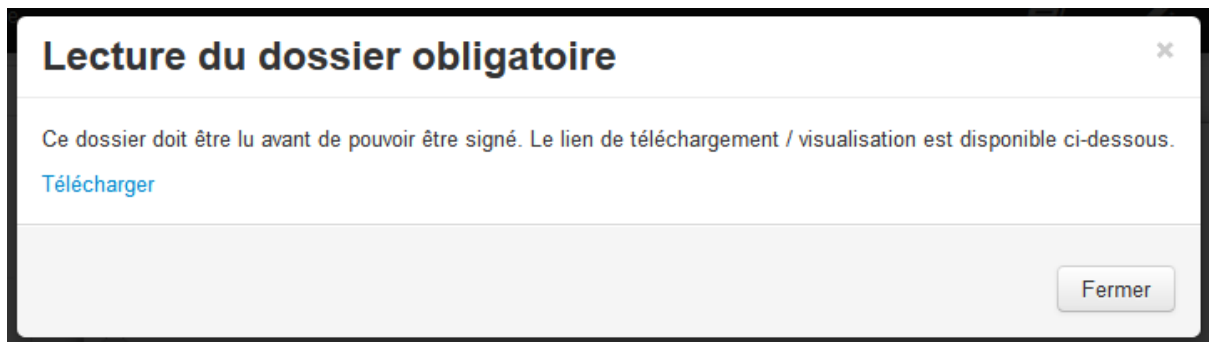 Lecture du dossier obligatoire
Ce dossier doit être lu avant de pouvoir être signé. Le lien de téléchargement / visualisation est disponible ci-dessous.
Télécharger
Fermer